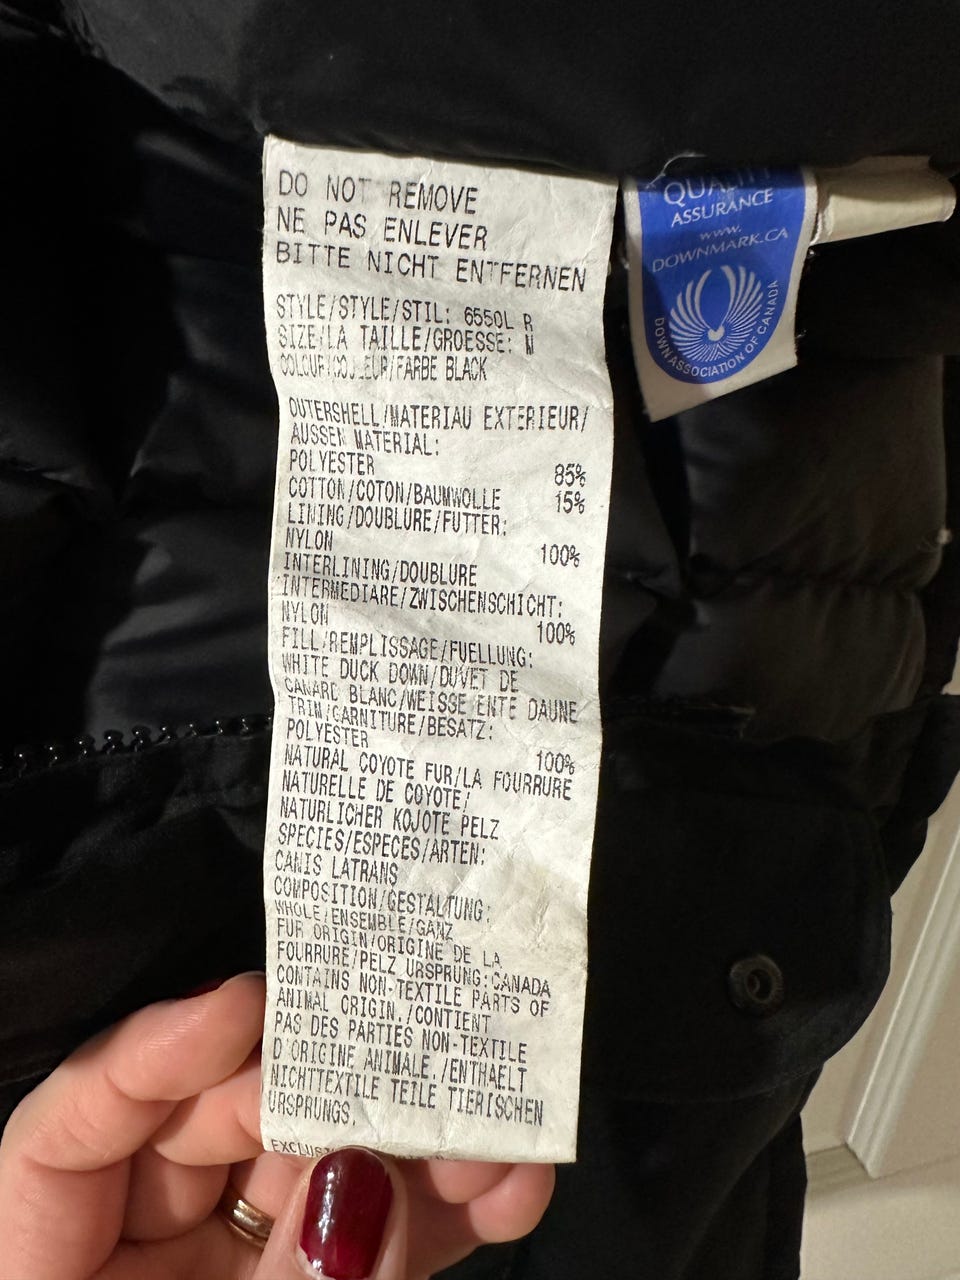 DO NOT REMOVE
NE PAS ENLEVER
BITTE NICHT ENTFERNEN
STYLE/STYLE/STIL: 6550L R
SIZE/LA TAILLE/GROESSE: M
COLOUR/COULEUR/FARBE BLACK
OUTERSHELL/MATERIAU EXTERIEUR/
AUSSEN MATERIAL:
POLYESTER 85%
COTTON/COTON/BAUMWOLLE 15%
LINING/DOUBLURE/FUTTER:
NYLON 100%
INTERLINING/DOUBLURE
INTERMEDIARE/ZWISCHENSCHICHT:
NYLON 100%
FILL/REMPLISSAGE/FUELLUNG:
WHITE DUCK DOWN/DUVET DE
CANARD BLANC/WEISSE ENTE DAUNE
TRIM/GARNITURE/BESATZ:
POLYESTER 100%
NATURAL COYOTE FUR/LA FOURRURE
NATURELLE DE COYOTE/
NATURLICHER KOJOTE PELZ
SPECIES/ESPECES/ARTEN:
CANIS LATRANS
COMPOSITION/GESTALTUNG:
WHOLE/ENSEMBLE/GANZ
FUR ORIGIN/ORIGINE DE LA
FOURRURE/PELZ URSPRUNG:CANADA
CONTAINS NON-TEXTILE PARTS OF
ANIMAL ORIGIN./CONTIENT
PAS DES PARTIES NON-TEXTILE
D'ORIGINE ANIMALE./ENTHAELT
NICHTTEXTILE TEILE TIERISCHEN
URSPRUNGS.
QUALITY
ASSURANCE
www.
DOWNMARK.CA
DOWN ASSOCIATION OF CANADA